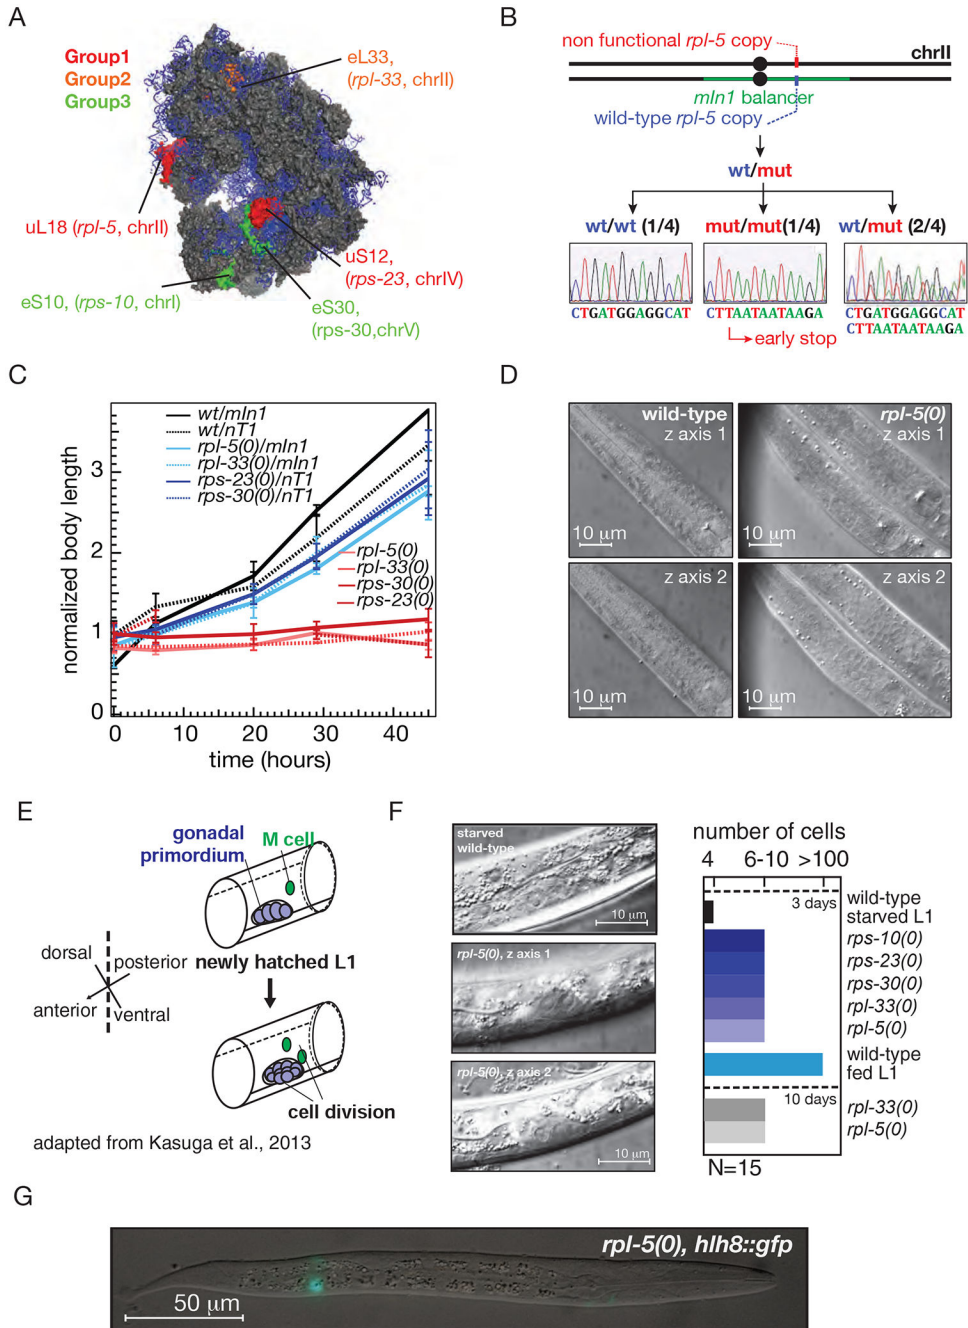 A
Group1
Group2
Group3
eL33,
(rpl-33, chrII)
uL18 (rpl-5, chrII)
uS12,
(rps-23, chrIV)
eS10, (rps-10, chrI)
eS30,
(rps-30,chrV)
B
non functional rpl-5 copy
chrII
mIn1 balancer
wild-type rpl-5 copy
wt/mut
wt/wt (1/4)
mut/mut(1/4)
wt/mut (2/4)
CTGATGGAGGCAT
CTTAATAATAAGA
CTGATGGAGGCAT
CTTAATAATAAGA
early stop
C
normalized body length
3
2
1
0
0
10
20
30
40
time (hours)
wt/mIn1
wt/nT1
rpl-5(0)/mIn1
rpl-33(0)/mIn1
rps-23(0)/nT1
rps-30(0)/nT1
rpl-5(0)
rpl-33(0)
rps-30(0)
rps-23(0)
D
wild-type
z axis 1
10 µm
rpl-5(0)
z axis 1
10 µm
z axis 2
10 µm
z axis 2
10 µm
E
gonadal
primordium
M cell
dorsal
posterior
anterior
ventral
newly hatched L1
cell division
adapted from Kasuga et al., 2013
F
starved
wild-type
10 µm
rpl-5(0), z axis 1
10 µm
rpl-5(0), z axis 2
10 µm
number of cells
4
6-10
>100
3 days
wild-type
starved L1
rps-10(0)
rps-23(0)
rps-30(0)
rpl-33(0)
rpl-5(0)
wild-type
fed L1
10 days
rpl-33(0)
rpl-5(0)
N=15
G
rpl-5(0), hlh8::gfp
50 µm